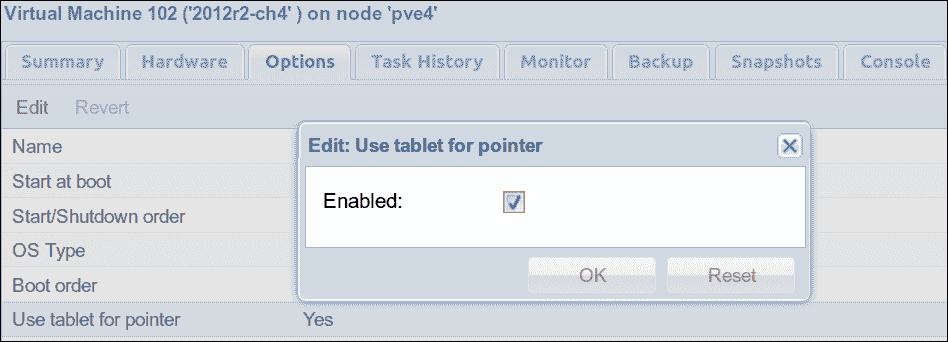 Virtual Machine 102 ('2012r2-ch4' ) on node 'pve4'
Summary Hardware Options Task History Monitor Backup Snapshots Console
Edit Revert
Name
Edit: Use tablet for pointer
Start at boot
Enabled:
Start/Shutdown order
OS Type
Boot order
OK Reset
Use tablet for pointer Yes